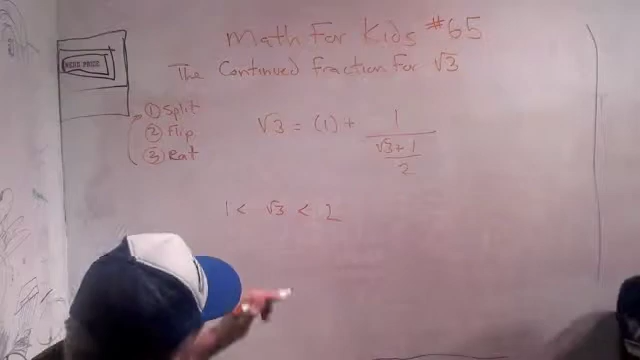 Math For Kids #65
The Continued Fraction For √3
① Split
② Flip
③ Rat
√3 = (1) + 1 / ((√3 + 1) / 2)
1 < √3 < 2